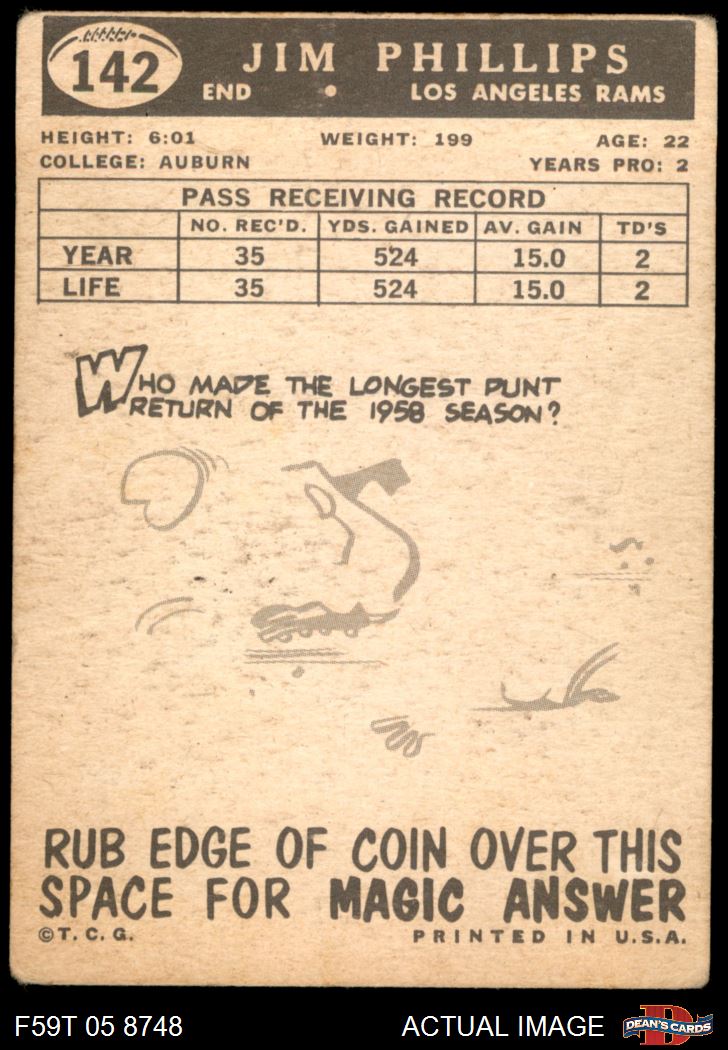 142
JIM PHILLIPS
END • LOS ANGELES RAMS
HEIGHT: 6:01 WEIGHT: 199 AGE: 22
COLLEGE: AUBURN YEARS PRO: 2
PASS RECEIVING RECORD
NO. REC'D. YDS. GAINED AV. GAIN TD'S
YEAR 35 524 15.0 2
LIFE 35 524 15.0 2
WHO MADE THE LONGEST PUNT
RETURN OF THE 1958 SEASON?
RUB EDGE OF COIN OVER THIS
SPACE FOR MAGIC ANSWER
©T. C. G. PRINTED IN U.S.A.
F59T 05 8748 ACTUAL IMAGE DEAN'S CARDS